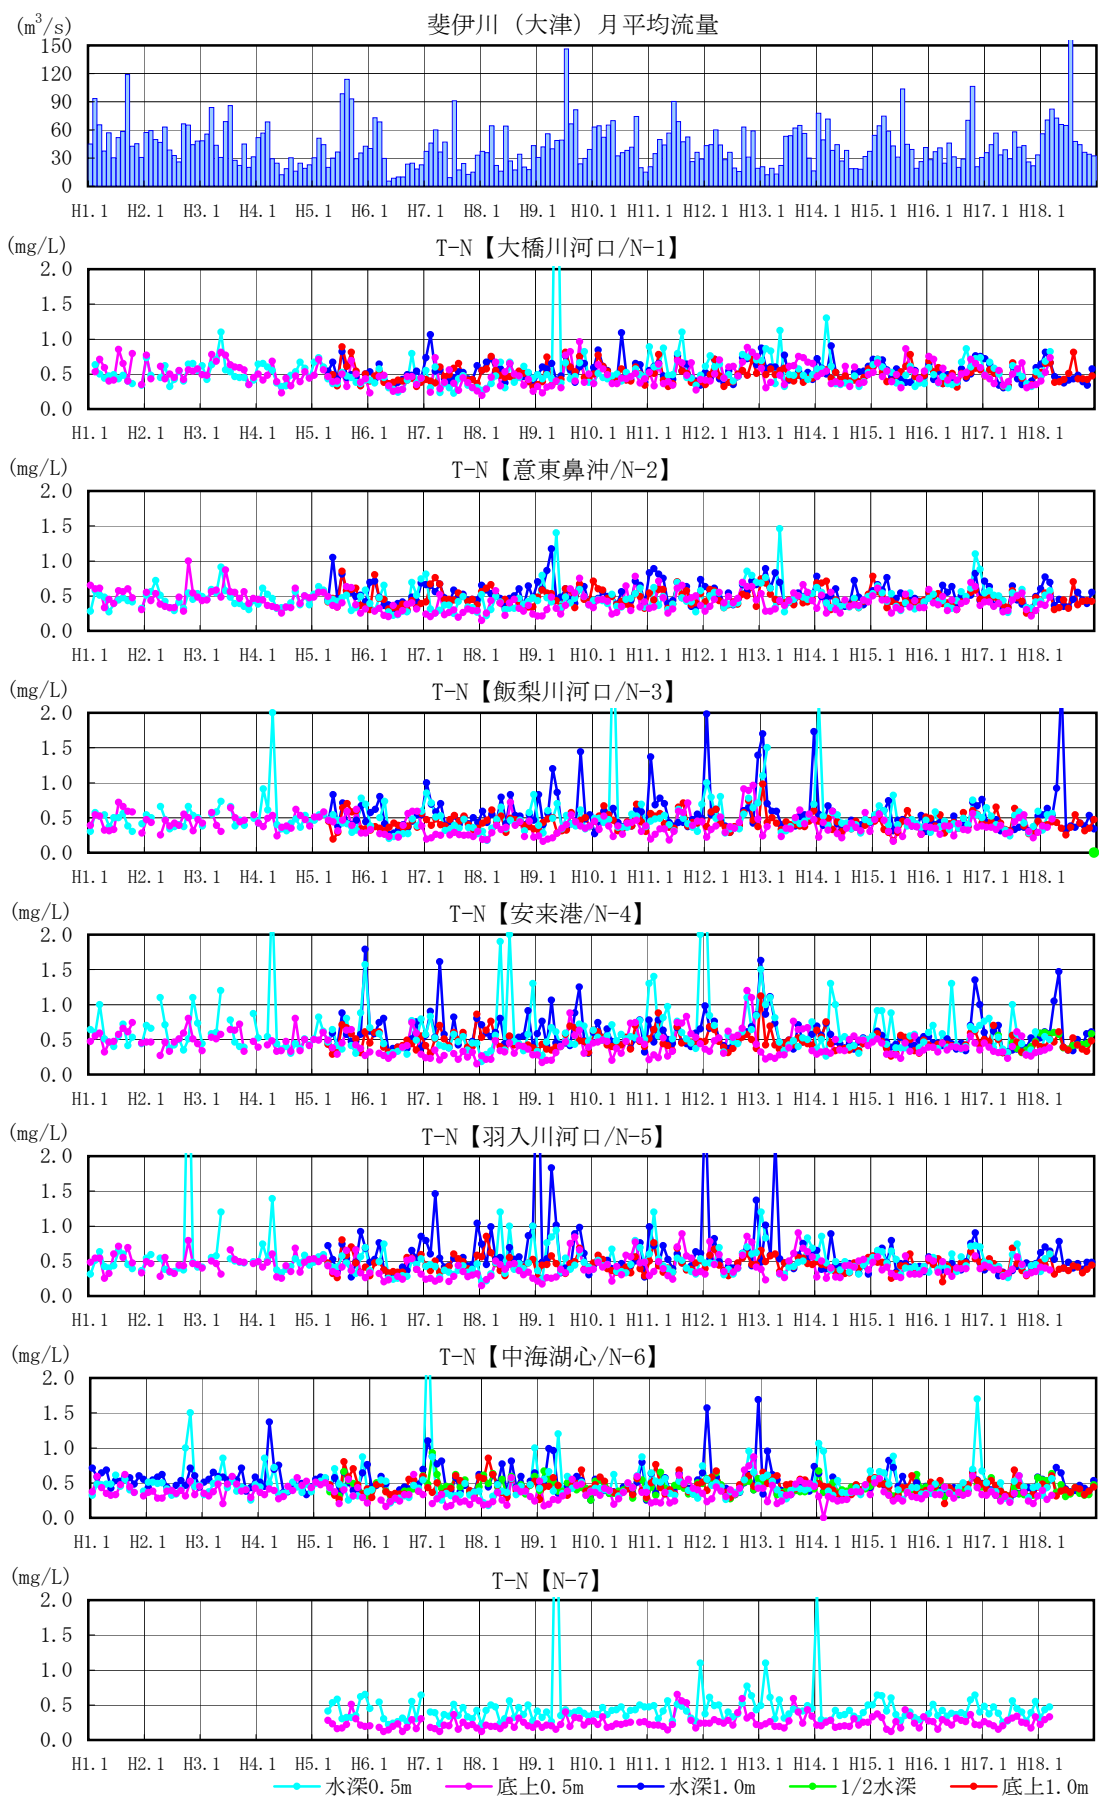 (m³/s)
斐伊川（大津）月平均流量
150
120
90
60
30
0
H1.1 H2.1 H3.1 H4.1 H5.1 H6.1 H7.1 H8.1 H9.1 H10.1 H11.1 H12.1 H13.1 H14.1 H15.1 H16.1 H17.1 H18.1
(mg/L)
T-N【大橋川河口/N-1】
2.0
1.5
1.0
0.5
0.0
H1.1 H2.1 H3.1 H4.1 H5.1 H6.1 H7.1 H8.1 H9.1 H10.1 H11.1 H12.1 H13.1 H14.1 H15.1 H16.1 H17.1 H18.1
(mg/L)
T-N【意東鼻沖/N-2】
2.0
1.5
1.0
0.5
0.0
H1.1 H2.1 H3.1 H4.1 H5.1 H6.1 H7.1 H8.1 H9.1 H10.1 H11.1 H12.1 H13.1 H14.1 H15.1 H16.1 H17.1 H18.1
(mg/L)
T-N【飯梨川河口/N-3】
2.0
1.5
1.0
0.5
0.0
H1.1 H2.1 H3.1 H4.1 H5.1 H6.1 H7.1 H8.1 H9.1 H10.1 H11.1 H12.1 H13.1 H14.1 H15.1 H16.1 H17.1 H18.1
(mg/L)
T-N【安来港/N-4】
2.0
1.5
1.0
0.5
0.0
H1.1 H2.1 H3.1 H4.1 H5.1 H6.1 H7.1 H8.1 H9.1 H10.1 H11.1 H12.1 H13.1 H14.1 H15.1 H16.1 H17.1 H18.1
(mg/L)
T-N【羽入川河口/N-5】
2.0
1.5
1.0
0.5
0.0
H1.1 H2.1 H3.1 H4.1 H5.1 H6.1 H7.1 H8.1 H9.1 H10.1 H11.1 H12.1 H13.1 H14.1 H15.1 H16.1 H17.1 H18.1
(mg/L)
T-N【中海湖心/N-6】
2.0
1.5
1.0
0.5
0.0
H1.1 H2.1 H3.1 H4.1 H5.1 H6.1 H7.1 H8.1 H9.1 H10.1 H11.1 H12.1 H13.1 H14.1 H15.1 H16.1 H17.1 H18.1
(mg/L)
T-N【N-7】
2.0
1.5
1.0
0.5
0.0
H1.1 H2.1 H3.1 H4.1 H5.1 H6.1 H7.1 H8.1 H9.1 H10.1 H11.1 H12.1 H13.1 H14.1 H15.1 H16.1 H17.1 H18.1
水深0.5m 底上0.5m 水深1.0m 1/2水深 底上1.0m